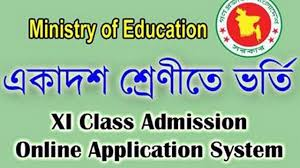 Ministry of Education
একাদশ শ্রেণীতে ভর্তি
XI Class Admission
Online Application System